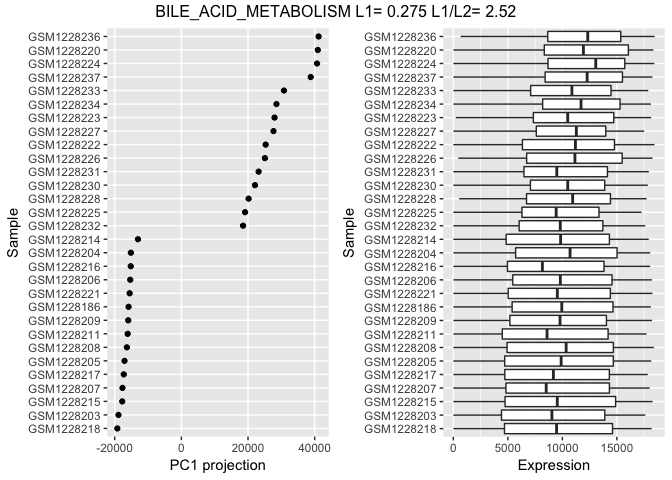 BILE_ACID_METABOLISM L1= 0.275 L1/L2= 2.52
Sample
GSM1228236
GSM1228220
GSM1228224
GSM1228237
GSM1228233
GSM1228234
GSM1228223
GSM1228227
GSM1228222
GSM1228226
GSM1228231
GSM1228230
GSM1228228
GSM1228225
GSM1228232
GSM1228214
GSM1228204
GSM1228216
GSM1228206
GSM1228221
GSM1228186
GSM1228209
GSM1228211
GSM1228208
GSM1228205
GSM1228217
GSM1228207
GSM1228215
GSM1228203
GSM1228218
-20000 0 20000 40000
PC1 projection
Sample
GSM1228236
GSM1228220
GSM1228224
GSM1228237
GSM1228233
GSM1228234
GSM1228223
GSM1228227
GSM1228222
GSM1228226
GSM1228231
GSM1228230
GSM1228228
GSM1228225
GSM1228232
GSM1228214
GSM1228204
GSM1228216
GSM1228206
GSM1228221
GSM1228186
GSM1228209
GSM1228211
GSM1228208
GSM1228205
GSM1228217
GSM1228207
GSM1228215
GSM1228203
GSM1228218
0 5000 10000 15000
Expression